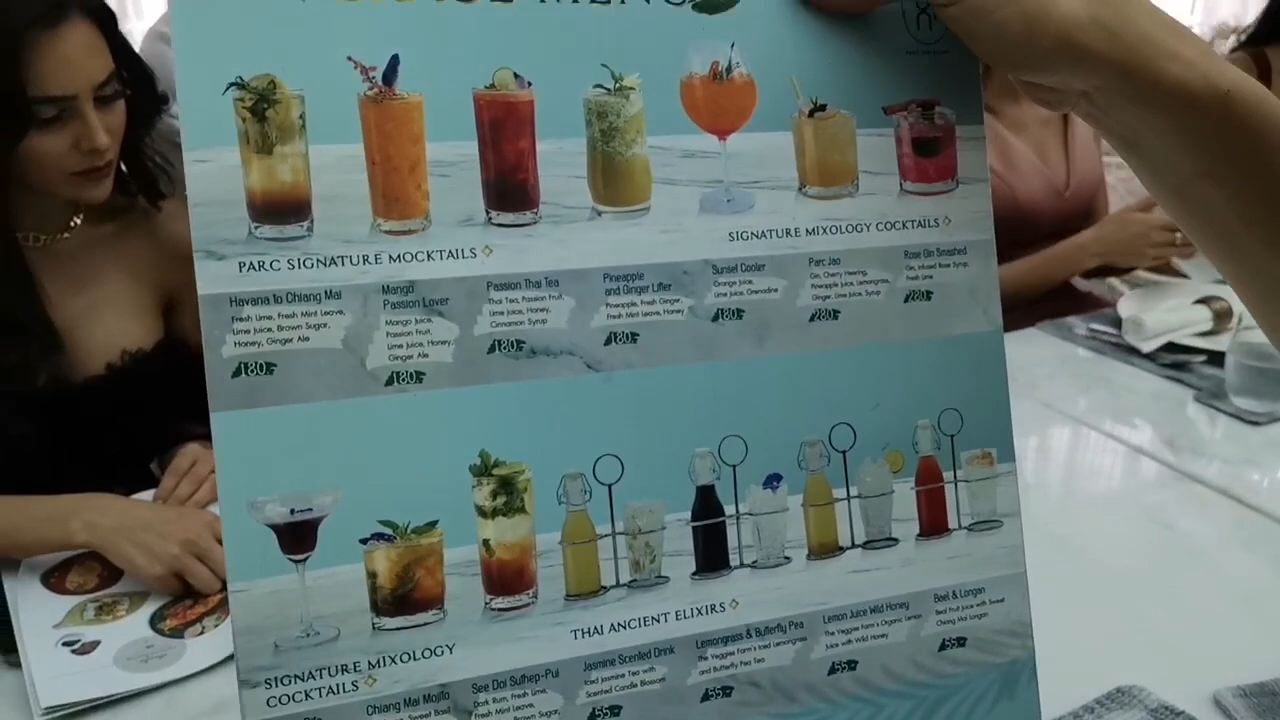 MENU
PARC SIGNATURE MOCKTAILS
SIGNATURE MIXOLOGY COCKTAILS
Havana to Chiang Mai
Fresh Lime, Fresh Mint Leave,
Lime Juice, Brown Sugar,
Honey, Ginger Ale
180.-
Mango
Passion Lover
Mango Juice,
Passion Fruit,
Lime Juice, Honey,
Ginger Ale
180.-
Passion Thai Tea
Thai Tea, Passion Fruit,
Lime Juice, Honey,
Cinnamon Syrup
180.-
Pineapple
and Ginger Lifter
Pineapple, Fresh Ginger,
Fresh Mint Leave, Honey
180.-
Sunset Cooler
Orange Juice,
Lime Juice, Grenadine
180.-
Parc Jao
Gin, Cherry Heering,
Pineapple Juice, Lemongrass,
Ginger, Lime Juice, Syrup
280.-
Rose Gin Smashed
Gin, Infused Rose Syrup,
Fresh Lime
280.-
SIGNATURE MIXOLOGY
COCKTAILS
THAI ANCIENT ELIXIRS
Chiang Mai Mojito
Sweet Basil
See Doi Suthep-Pui
Dark Rum, Fresh Lime,
Fresh Mint Leave,
Brown Sugar,
Jasmine Scented Drink
Iced Jasmine Tea with
Scented Candle Blossom
55.-
Lemongrass & Butterfly Pea
The Veggies Farm's Iced Lemongrass
and Butterfly Pea Tea
55.-
Lemon Juice Wild Honey
The Veggies Farm's Organic Lemon
Juice with Wild Honey
55.-
Bael & Longan
Bael Fruit Juice with Sweet
Chiang Mai Longan
55.-